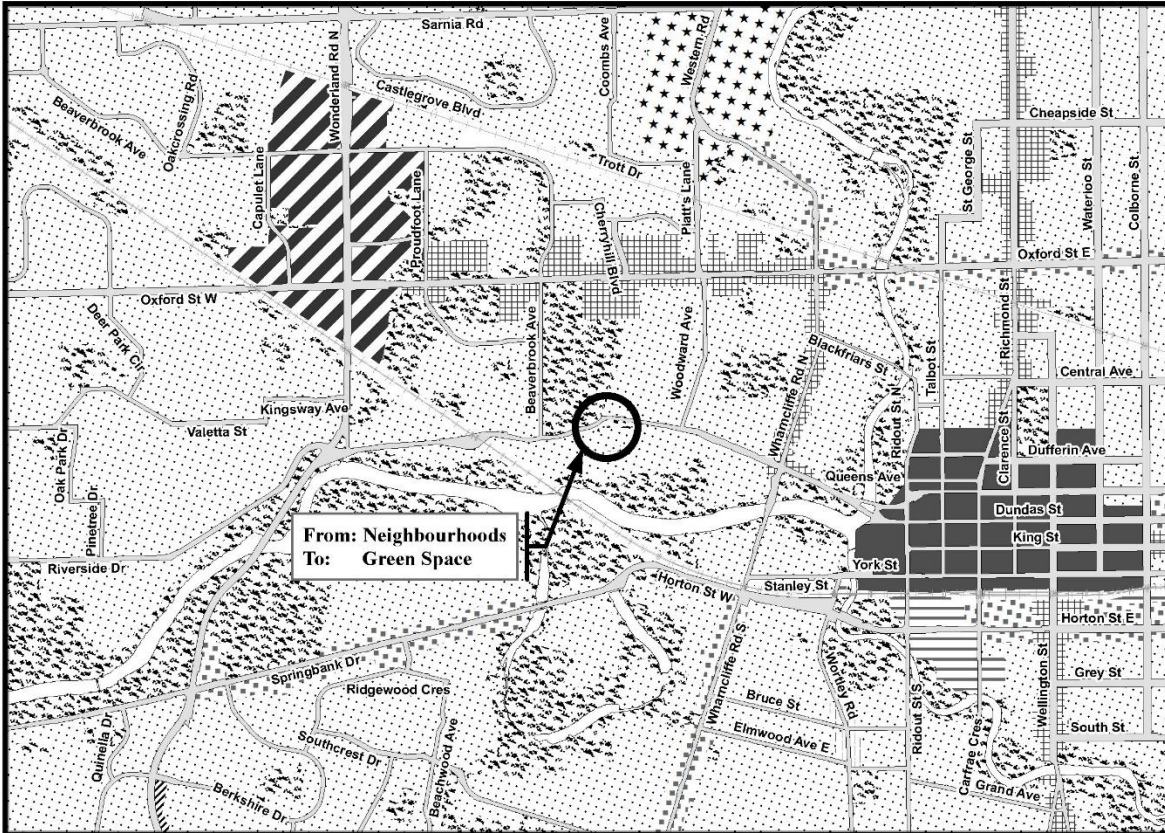 Sarnia Rd
Wonderland Rd N
Coombs Ave
Western Rd
Beaverbrook Ave
Oakcrossing Rd
Castlegrove Blvd
Cheapside St
St George St
Waterloo St
Colborne St
Trott Dr
Platt's Lane
Capulet Lane
Proudfoot Lane
Cherryhill Blvd
Oxford St E
Oxford St W
Richmond St
Deer Park Cir
Beaverbrook Ave
Woodward Ave
Wharncliffe Rd N
Blackfriars St
Talbot St
Central Ave
Kingsway Ave
Valetta St
Oak Park Dr
Ridout St N
Clarence St
Dufferin Ave
Queens Ave
Pinetree Dr
Dundas St
King St
From: Neighbourhoods
To: Green Space
Riverside Dr
York St
Stanley St
Horton St W
Horton St E
Springbank Dr
Wharncliffe Rd S
Wortley Rd
Ridout St S
Wellington St
Grey St
Ridgewood Cres
Bruce St
Quinella Dr
Southcrest Dr
Beachwood Ave
Elmwood Ave E
Carfrae Cres
South St
Berkshire Dr
Grand Ave